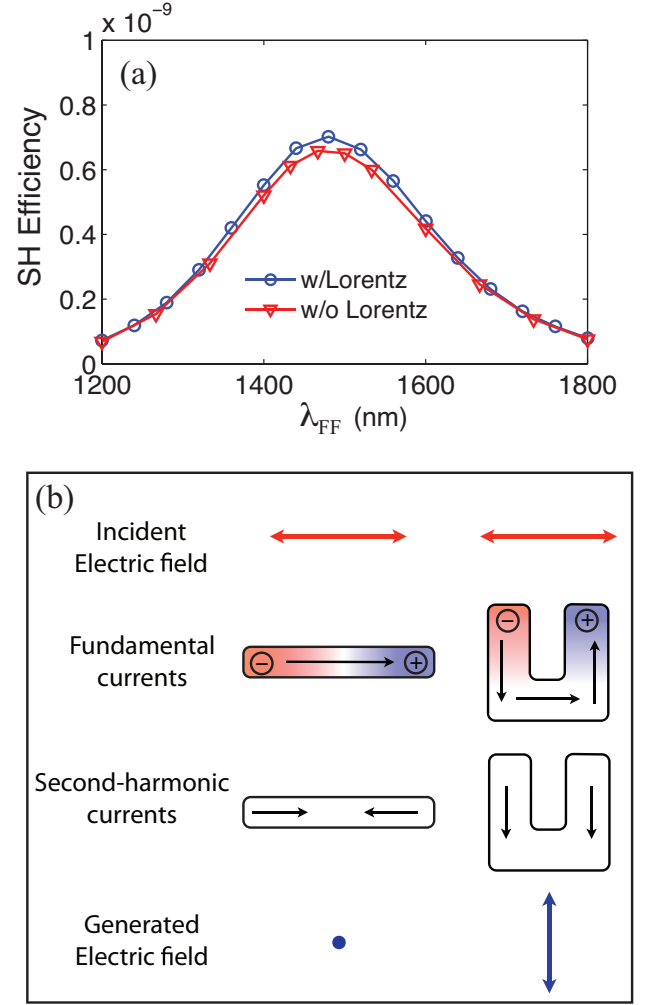 x 10⁻⁹
1
(a)
0.8
0.6
0.4
0.2
0
SH Efficiency
w/Lorentz
w/o Lorentz
1200 1400 1600 1800
λFF (nm)
(b)
Incident
Electric field
Fundamental
currents
− + − +
Second-harmonic
currents
Generated
Electric field